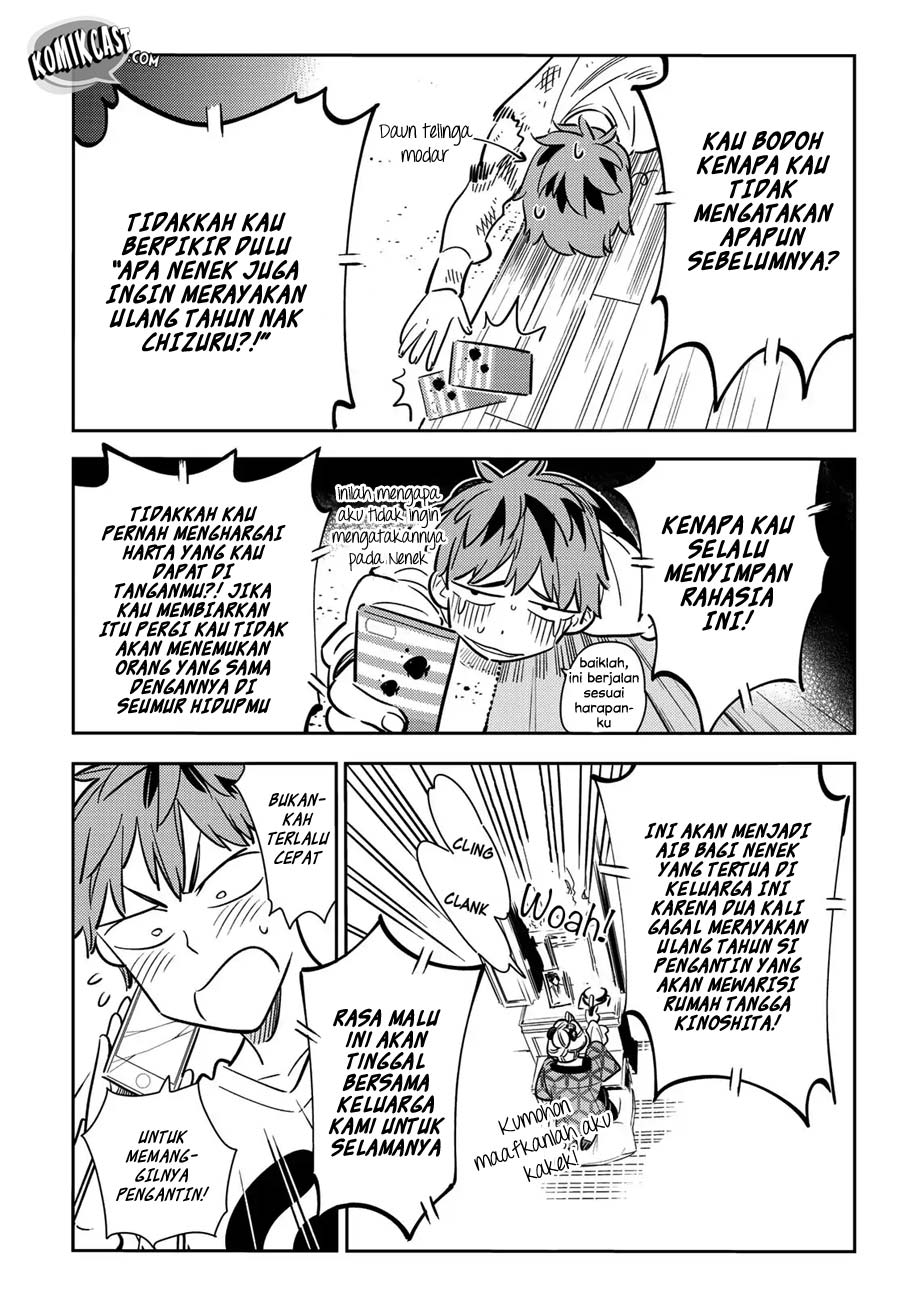 KOMIKCAST
.COM
KAU BODOH
KENAPA KAU
TIDAK
MENGATAKAN
APAPUN
SEBELUMNYA?
Daun telinga
modar
TIDAKKAH KAU
BERPIKIR DULU
"APA NENEK JUGA
INGIN MERAYAKAN
ULANG TAHUN NAK
CHIZURU?!"
KENAPA KAU
SELALU
MENYIMPAN
RAHASIA
INI!
inilah mengapa
aku tidak ingin
mengatakannya
pada Nenek
baiklah,
ini berjalan
sesuai
harapan-
ku
TIDAKKAH KAU
PERNAH MENGHARGAI
HARTA YANG KAU
DAPAT DI
TANGANMU?! JIKA
KAU MEMBIARKAN
ITU PERGI KAU TIDAK
AKAN MENEMUKAN
ORANG YANG SAMA
DENGANNYA DI
SEUMUR HIDUPMU
INI AKAN MENJADI
AIB BAGI NENEK
YANG TERTUA DI
KELUARGA INI
KARENA DUA KALI
GAGAL MERAYAKAN
ULANG TAHUN SI
PENGANTIN YANG
AKAN MEWARISI
RUMAH TANGGA
KINOSHITA!
CLING
CLANK
Woah!
Kumohon
maafkanlah aku
kakek!
RASA MALU
INI AKAN
TINGGAL
BERSAMA
KELUARGA
KAMI UNTUK
SELAMANYA
BUKAN-
KAH
TERLALU
CEPAT
UNTUK
MEMANG-
GILNYA
PENGANTIN!